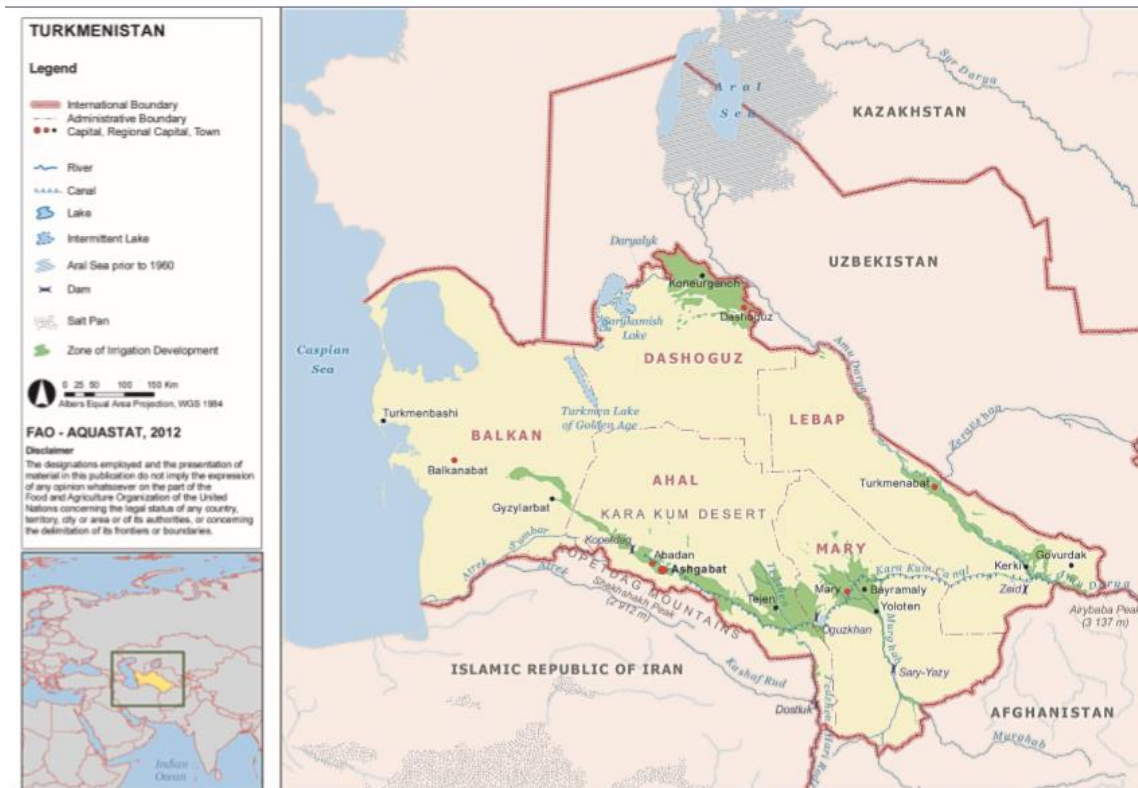 TURKMENISTAN
Legend
International Boundary
Administrative Boundary
Capital, Regional Capital, Town
River
Canal
Lake
Intermittent Lake
Aral Sea prior to 1960
Dam
Salt Pan
Zone of Irrigation Development
0 25 50 100 150 Km
Albers Equal Area Projection, WGS 1984
FAO - AQUASTAT, 2012
Disclaimer
The designations employed and the presentation of
material in this publication do not imply the expression
of any opinion whatsoever on the part of the
Food and Agriculture Organization of the United
Nations concerning the legal status of any country,
territory, city or area or of its authorities, or concerning
the delimitation of its frontiers or boundaries.
Indian
Ocean
Syr Darya
Aral
Sea
KAZAKHSTAN
UZBEKISTAN
Daryalyk
Koneurgench
Dashoguz
Sarykamish
Lake
Caspian
Sea
DASHOGUZ
Amu Darya
Turkmenbashi
Turkmen Lake
of Golden Age
LEBAP
Zeravshan
BALKAN
Balkanabat
AHAL
Turkmenabat
Gyzylarbat
KARA KUM DESERT
Sumbar
Kopetdag
MARY
Abadan
Ashgabat
Kara Kum Canal
Govurdak
Kerki
Atrek
Atrek
KOPETDAG MOUNTAINS
Shakhshakh Peak
(2 912 m)
Tejen
Mary
Bayramaly
Yoloten
Zeid
Amu Darya
Airybaba Peak
(3 137 m)
Oguzkhan
Murghab
ISLAMIC REPUBLIC OF IRAN
Kashaf Rud
Sary-Yazy
Dostluk
AFGHANISTAN
Murghab